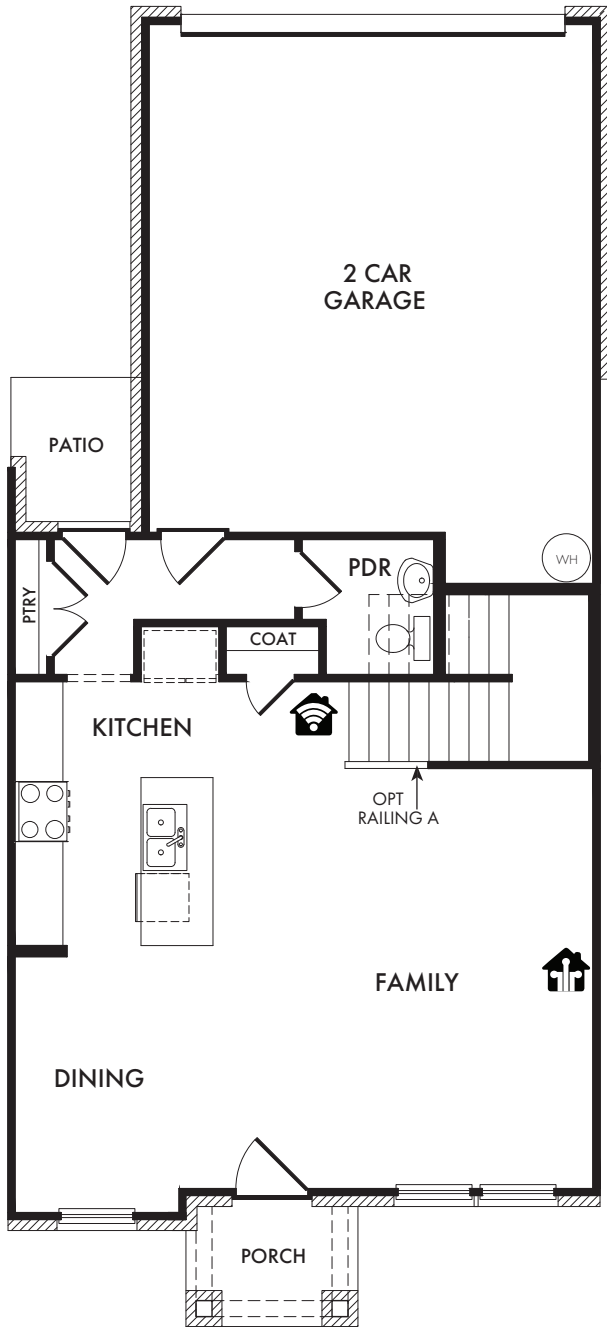 2 CAR
GARAGE
PATIO
WH
PDR
PTRY
COAT
KITCHEN
OPT
RAILING A
FAMILY
DINING
PORCH